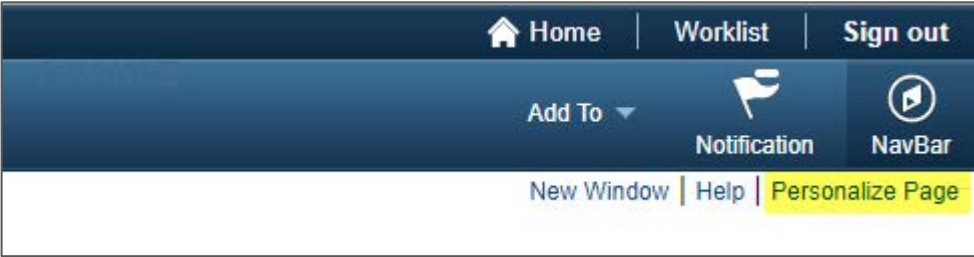 Home Worklist Sign out
Add To Notification NavBar
New Window Help Personalize Page